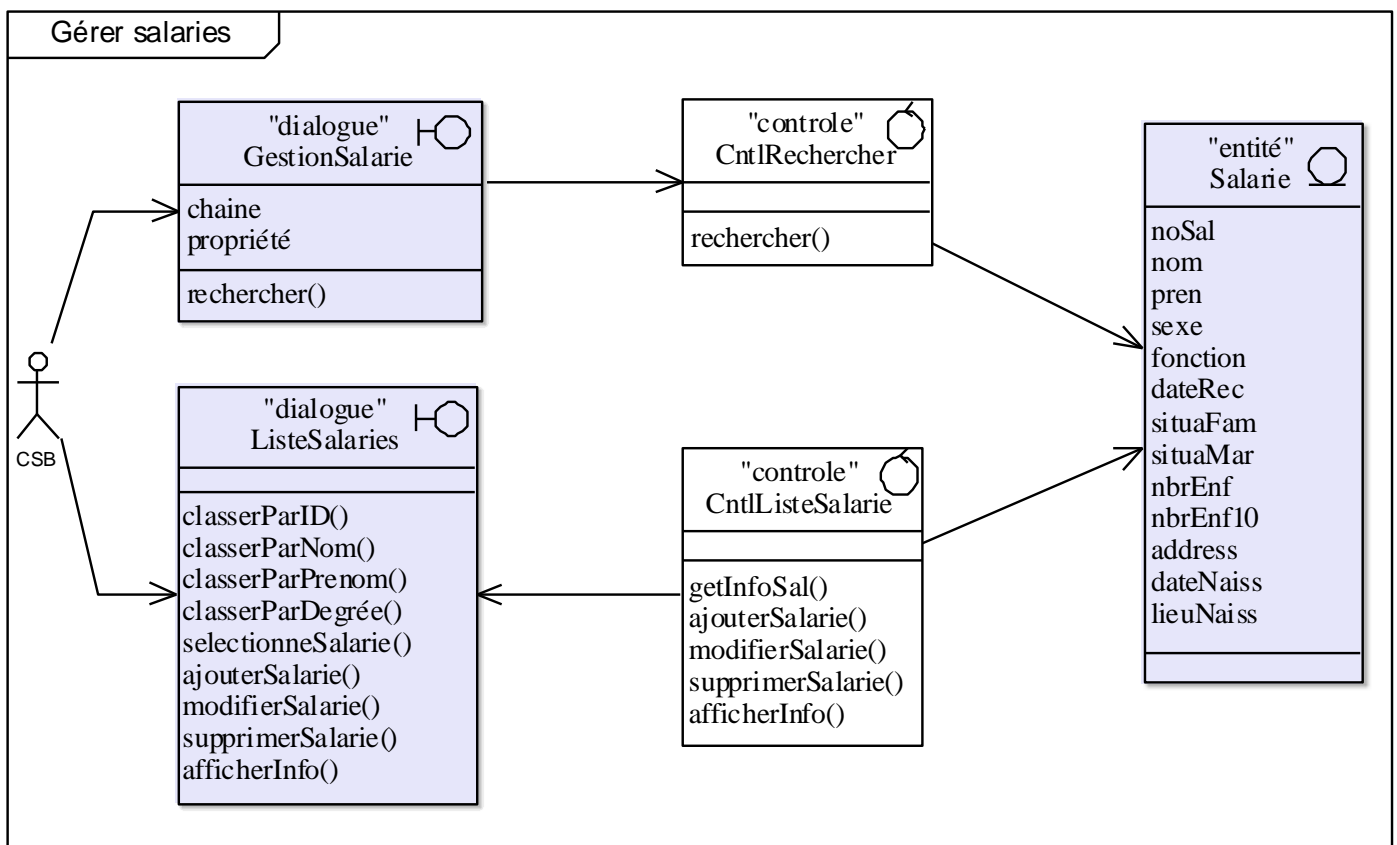 Gérer salaries
"dialogue"
GestionSalarie
chaine
propriété
rechercher()
"controle"
CntlRechercher
rechercher()
"entité"
Salarie
noSal
nom
pren
sexe
fonction
dateRec
situaFam
situaMar
nbrEnf
nbrEnf10
address
dateNaiss
lieuNaiss
CSB
"dialogue"
ListeSalaries
classerParID()
classerParNom()
classerParPrenom()
classerParDegrée()
selectionneSalarie()
ajouterSalarie()
modifierSalarie()
supprimerSalarie()
afficherInfo()
"controle"
CntlListeSalarie
getInfoSal()
ajouterSalarie()
modifierSalarie()
supprimerSalarie()
afficherInfo()